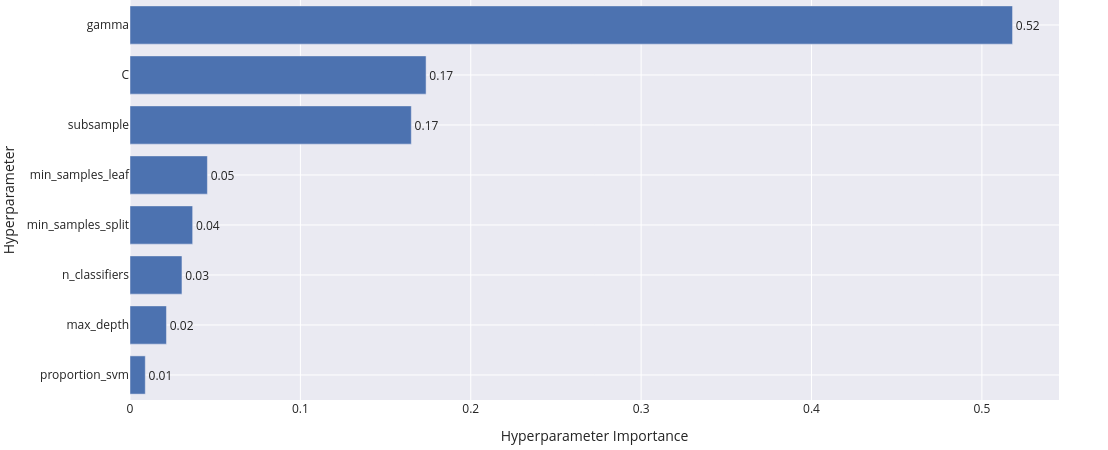 gamma 0.52
C 0.17
subsample 0.17
min_samples_leaf 0.05
min_samples_split 0.04
n_classifiers 0.03
max_depth 0.02
proportion_svm 0.01
Hyperparameter
0 0.1 0.2 0.3 0.4 0.5
Hyperparameter Importance